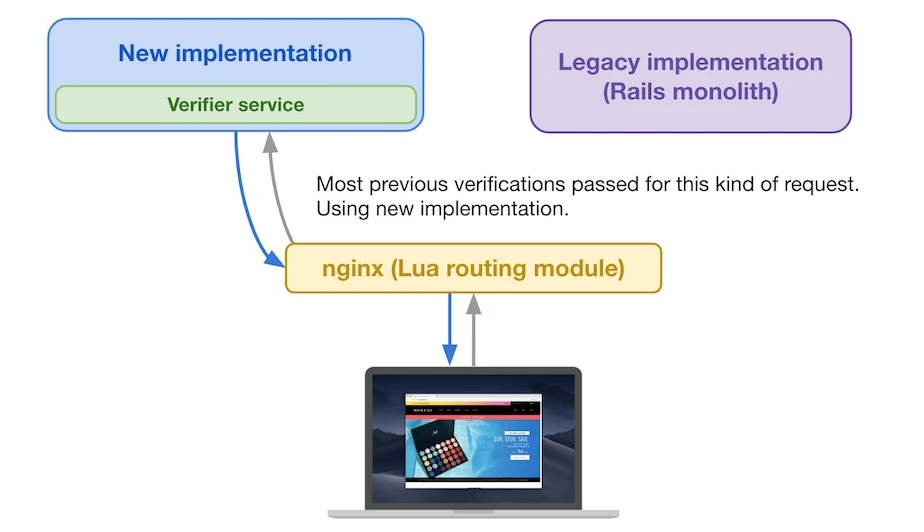 New implementation
Verifier service
Legacy implementation
(Rails monolith)
Most previous verifications passed for this kind of request.
Using new implementation.
nginx (Lua routing module)